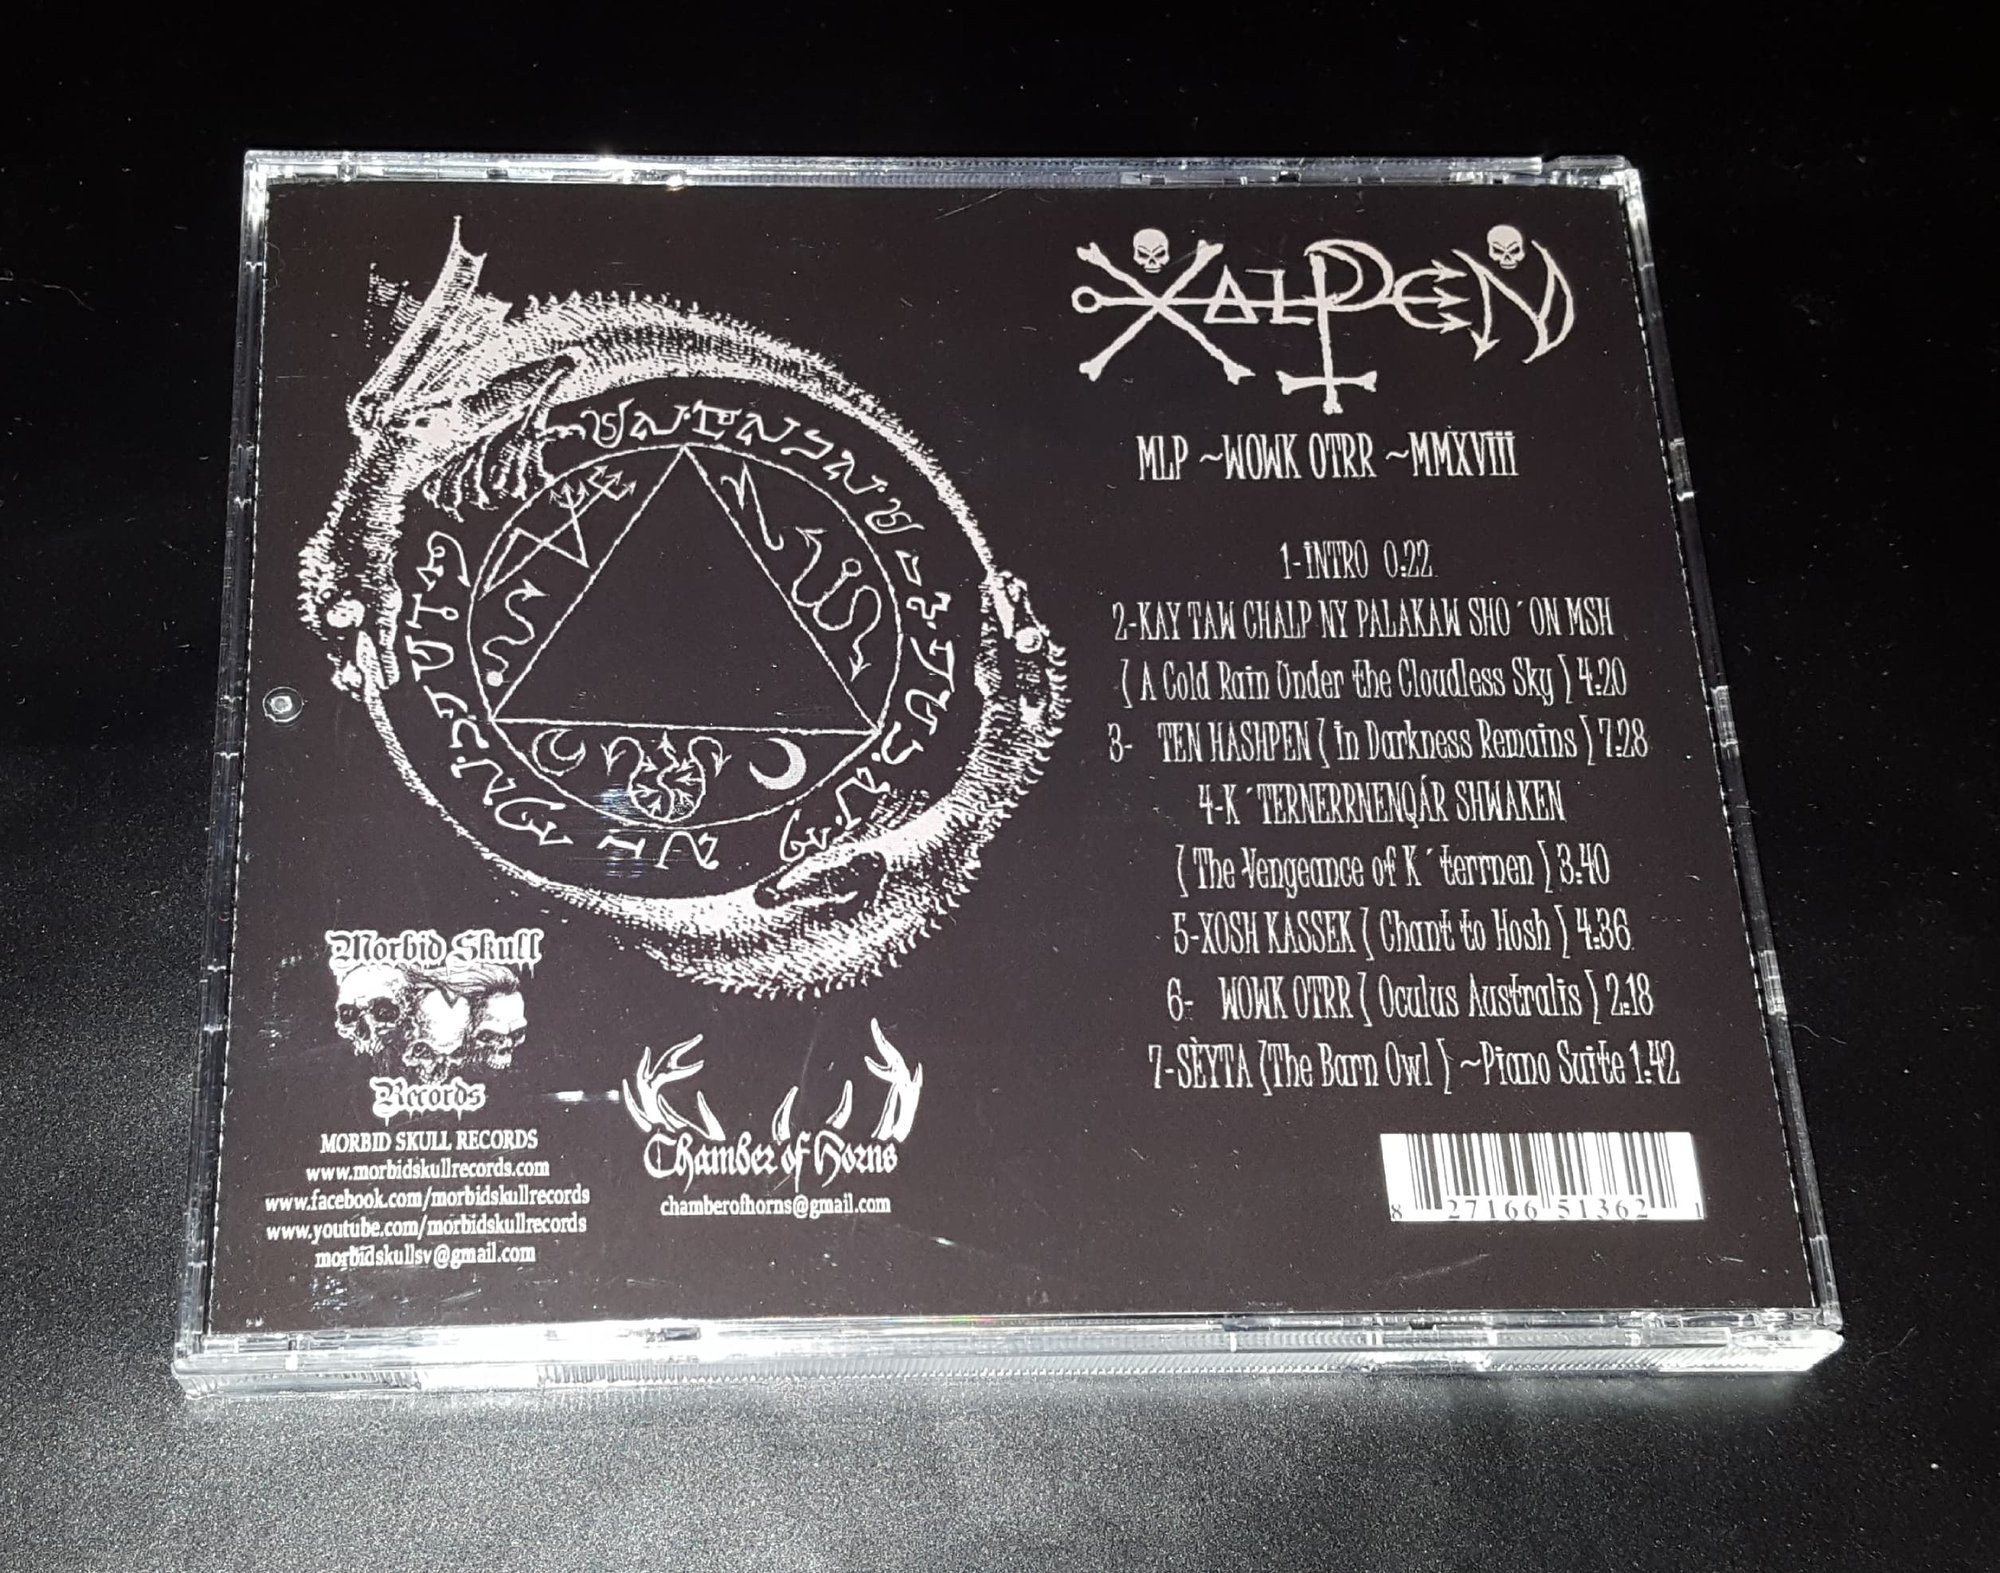 XALPEN
MLP ~WOWK OTRR ~MMXViii
1-iNTRO 0:22
2-KAY TAW CHALP NY PALAKAW SHO´ON MSH
( A Cold Rain Under the Cloudless Sky ) 4:20
3- TEN HASHPEN ( in Darkness Remains ) 7:28
4-K´TERNERRNENQÁR SHWAKEN
( The Vengeance of K´terrnen ) 3:40
5-XOSH KASSEK ( Chant to Hosh ) 4:36
6- WOWK OTRR ( Oculus Australis ) 2:18
7-SÈYTA (The Barn Owl ) ~Piano Suite 1:42
Morbid Skull
Records
MORBID SKULL RECORDS
www.morbidskullrecords.com
www.facebook.com/morbidskullrecords
www.youtube.com/morbidskullrecords
morbidskullsv@gmail.com
Chamber of Horns
chamberofhorns@gmail.com
8 27166 51362 1